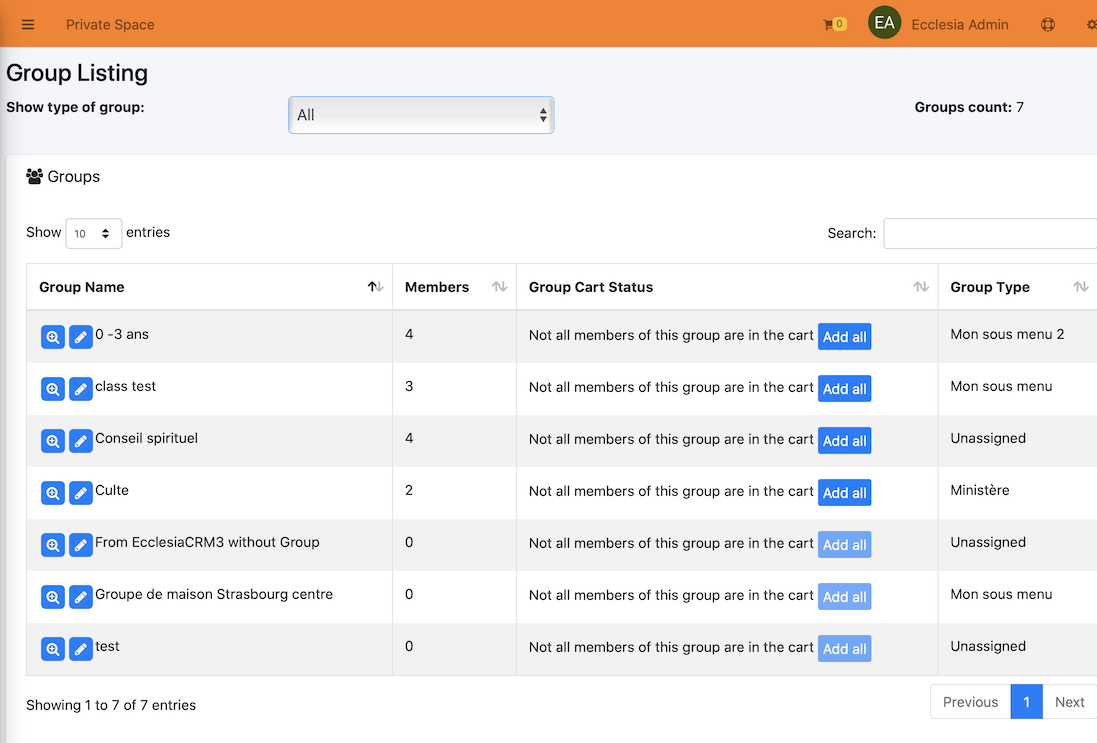 Private Space 0 EA Ecclesia Admin
Group Listing
Show type of group: All Groups count: 7
Groups
Show 10 entries Search:
Group Name Members Group Cart Status Group Type
0 -3 ans 4 Not all members of this group are in the cart Add all Mon sous menu 2
class test 3 Not all members of this group are in the cart Add all Mon sous menu
Conseil spirituel 4 Not all members of this group are in the cart Add all Unassigned
Culte 2 Not all members of this group are in the cart Add all Ministère
From EcclesiaCRM3 without Group 0 Not all members of this group are in the cart Add all Unassigned
Groupe de maison Strasbourg centre 0 Not all members of this group are in the cart Add all Mon sous menu
test 0 Not all members of this group are in the cart Add all Unassigned
Showing 1 to 7 of 7 entries Previous 1 Next